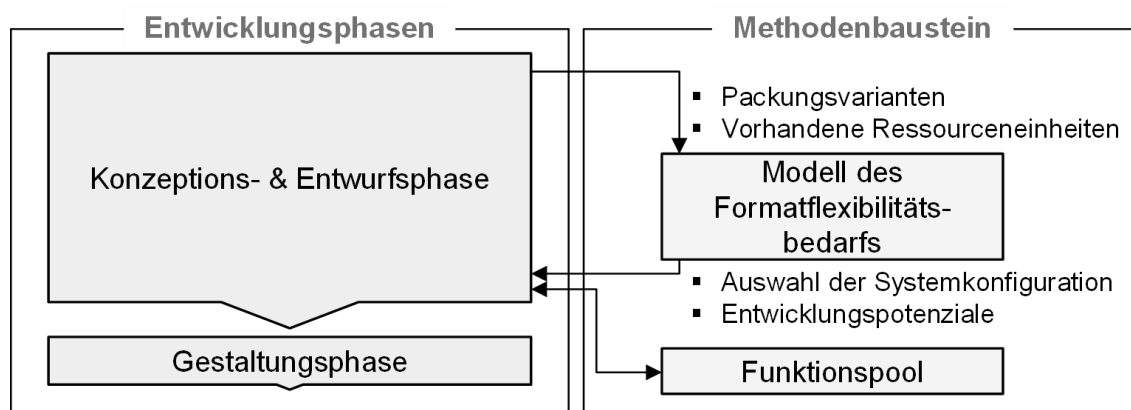 Entwicklungsphasen
Konzeptions- & Entwurfsphase
Gestaltungsphase
Methodenbaustein
▪ Packungsvarianten
▪ Vorhandene Ressourceneinheiten
Modell des
Formatflexibilitäts-
bedarfs
▪ Auswahl der Systemkonfiguration
▪ Entwicklungspotenziale
Funktionspool